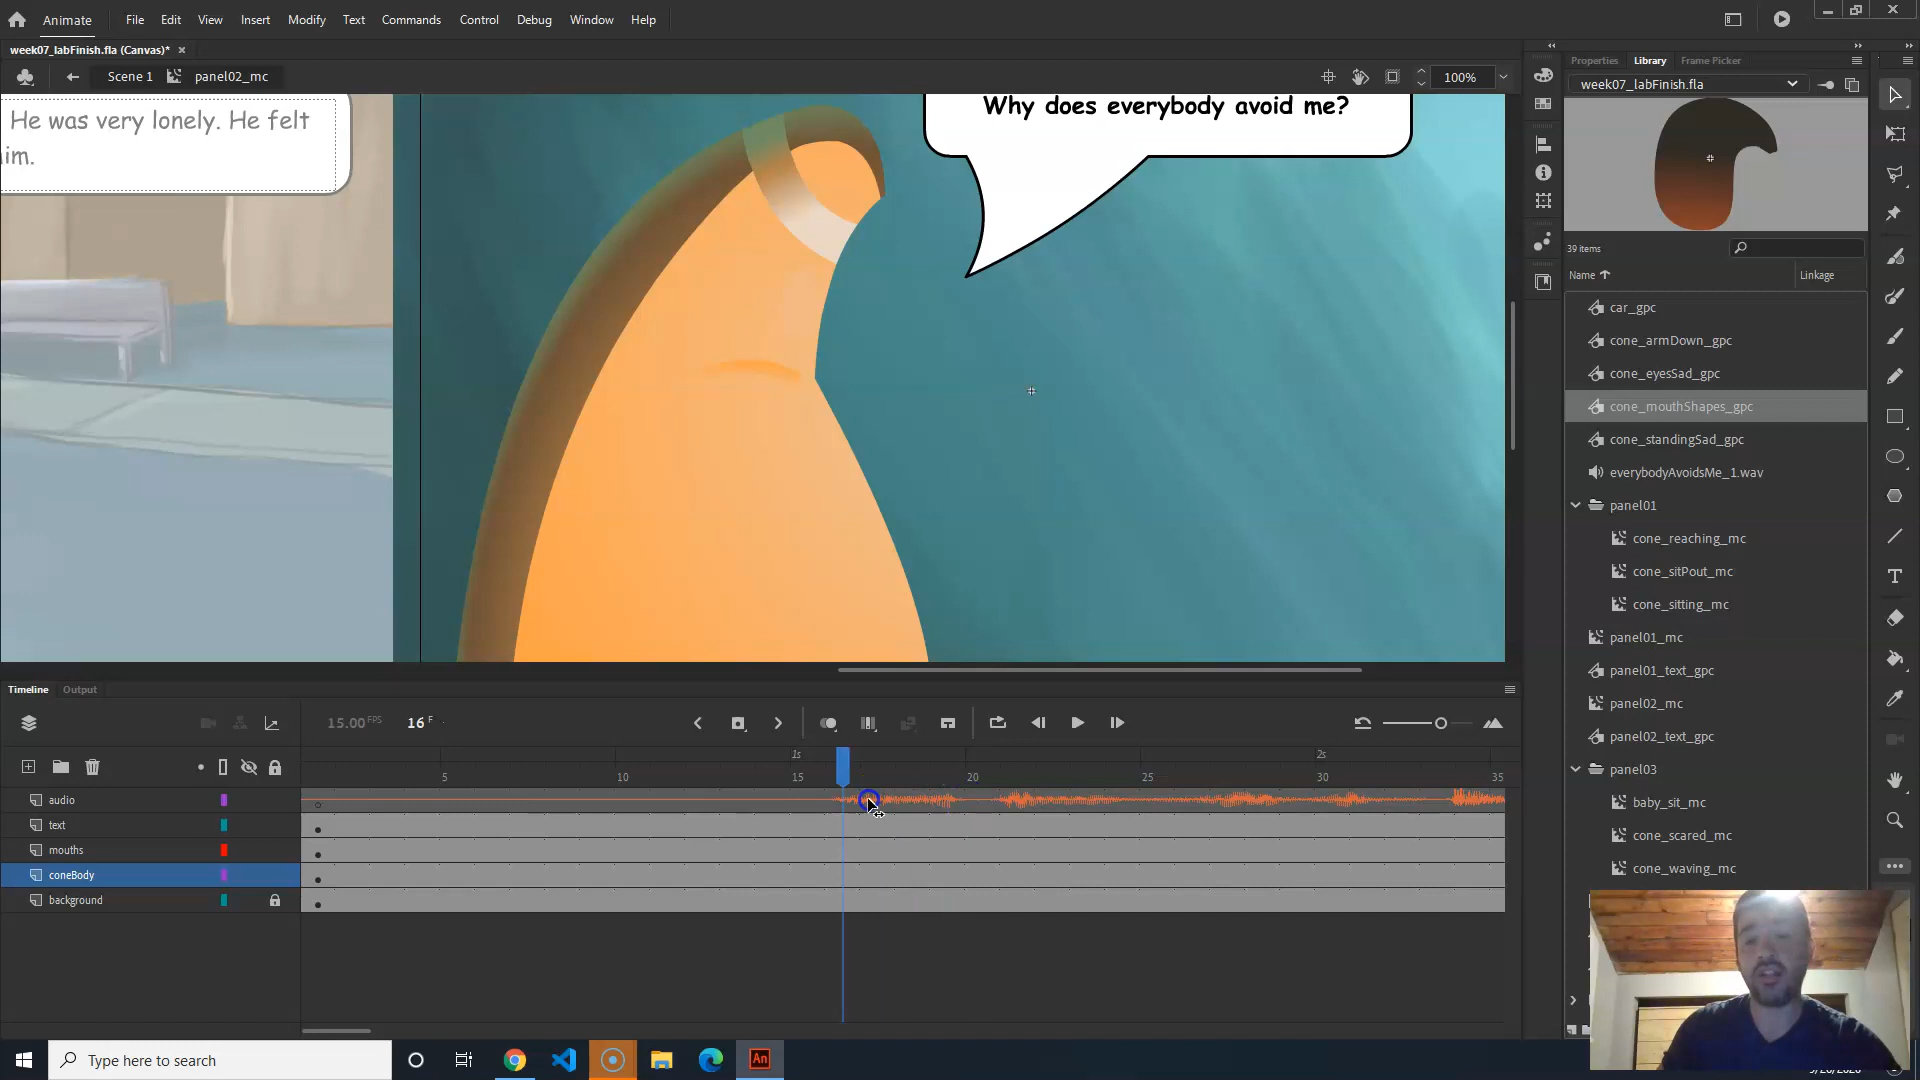 Animate
File Edit View Insert Modify Text Commands Control Debug Window Help
week07_labFinish.fla (Canvas)*
Scene 1 panel02_mc
100%
He was very lonely. He felt
im.
Why does everybody avoid me?
Properties Library Frame Picker
week07_labFinish.fla
39 items
Name Linkage
car_gpc
cone_armDown_gpc
cone_eyesSad_gpc
cone_mouthShapes_gpc
cone_standingSad_gpc
everybodyAvoidsMe_1.wav
panel01
cone_reaching_mc
cone_sitPout_mc
cone_sitting_mc
panel01_mc
panel01_text_gpc
panel02_mc
panel02_text_gpc
panel03
baby_sit_mc
cone_scared_mc
cone_waving_mc
Timeline Output
15.00 FPS 16 F
1s 2s
5 10 15 20 25 30 35
audio
text
mouths
coneBody
background
Type here to search
An